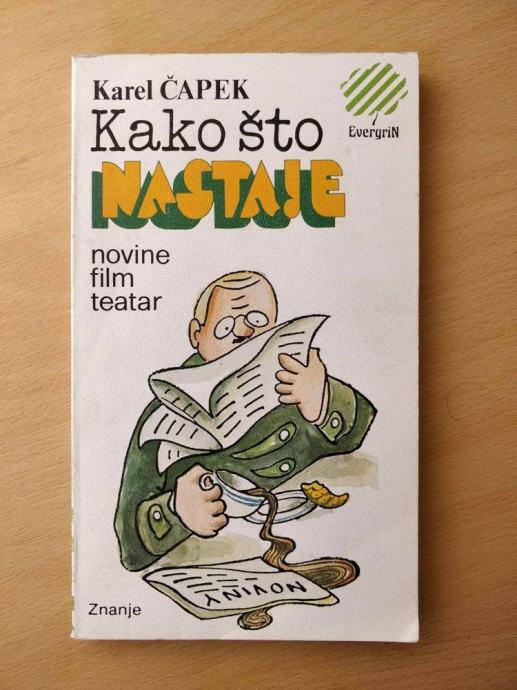 Karel ČAPEK
EvergriN
Kako što
NASTAJE
novine
film
teatar
NOVINY
Znanje